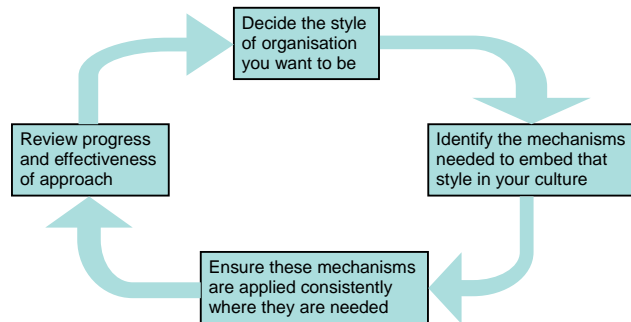 Decide the style
of organisation
you want to be
Identify the mechanisms
needed to embed that
style in your culture
Ensure these mechanisms
are applied consistently
where they are needed
Review progress
and effectiveness
of approach